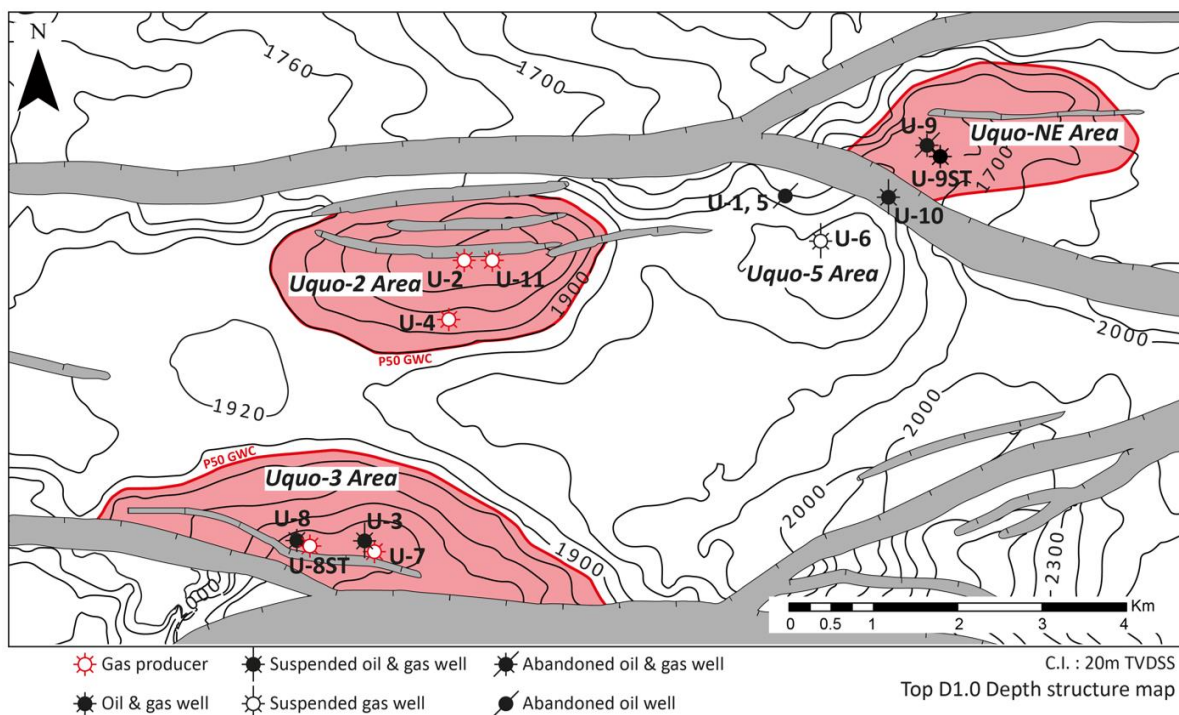 N
1760
1700
U-9
Uquo-NE Area
U-9ST
1700
U-1, 5
U-10
U-6
Uquo-2 Area
U-2
U-11
Uquo-5 Area
1900
U-4
P50 GWC
2000
1920
2000
P50 GWC
Uquo-3 Area
2000
U-8
U-3
1900
U-8ST
U-7
2300
Km
0 0.5 1 2 3 4
Gas producer
Suspended oil & gas well
Abandoned oil & gas well
C.I. : 20m TVDSS
Oil & gas well
Suspended gas well
Abandoned oil well
Top D1.0 Depth structure map